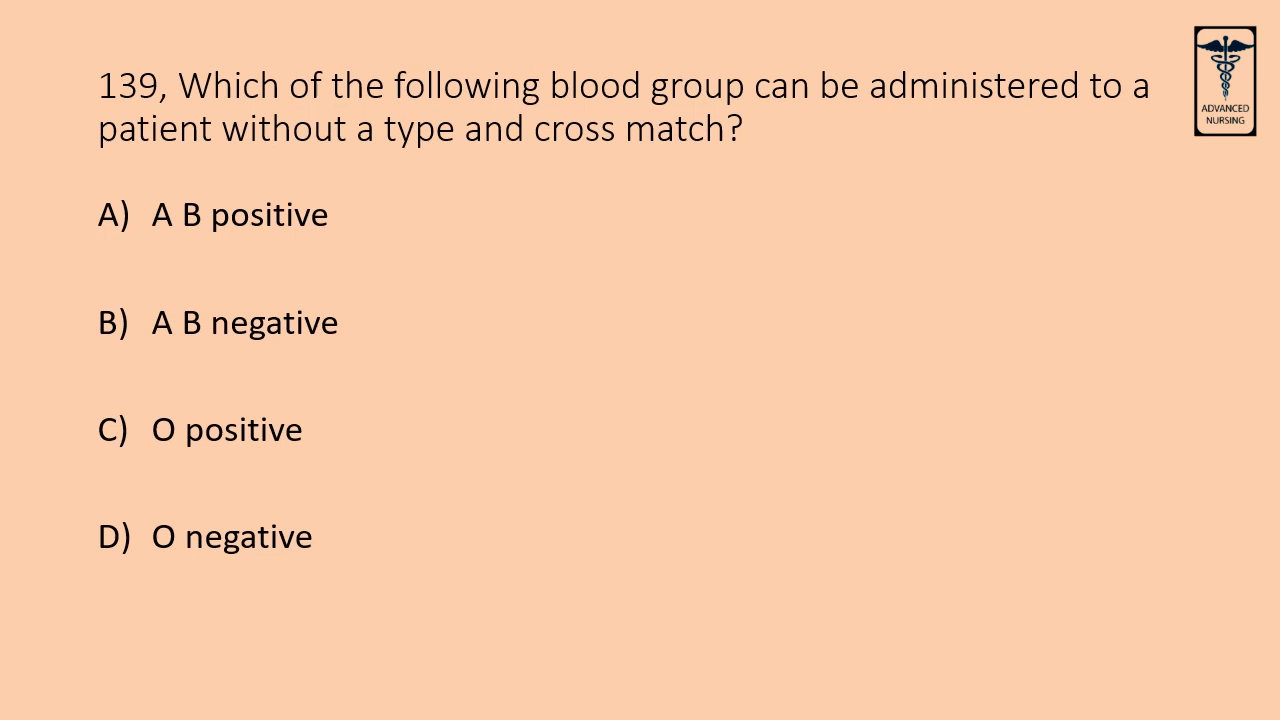 139, Which of the following blood group can be administered to a
patient without a type and cross match?
A) A B positive
B) A B negative
C) O positive
D) O negative
ADVANCED
NURSING